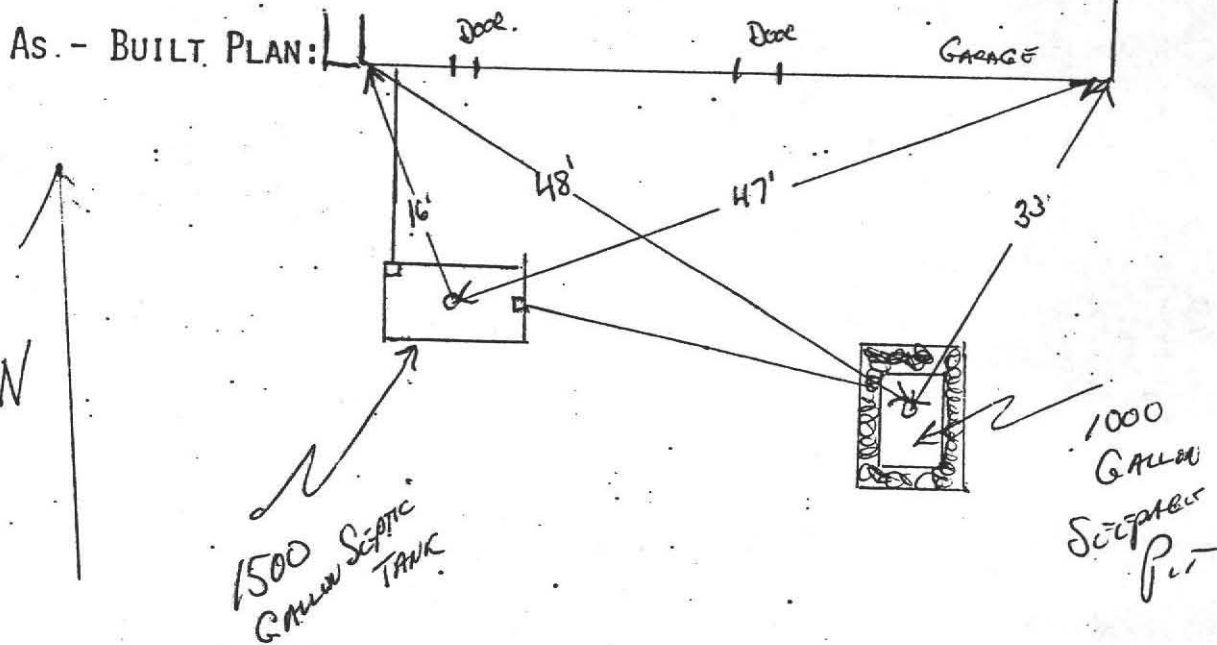 As.- BUILT PLAN:
DOOR.
DOOR
GARAGE
16'
48'
47'
33'
N
1500
GALLON SEPTIC
TANK
1000
GALLON
SEEPAGE
PIT